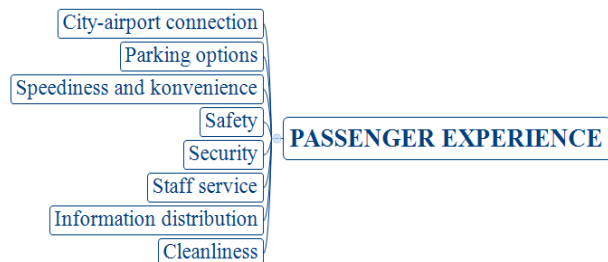 City-airport connection
Parking options
Speediness and konvenience
Safety
Security
Staff service
Information distribution
Cleanliness
PASSENGER EXPERIENCE